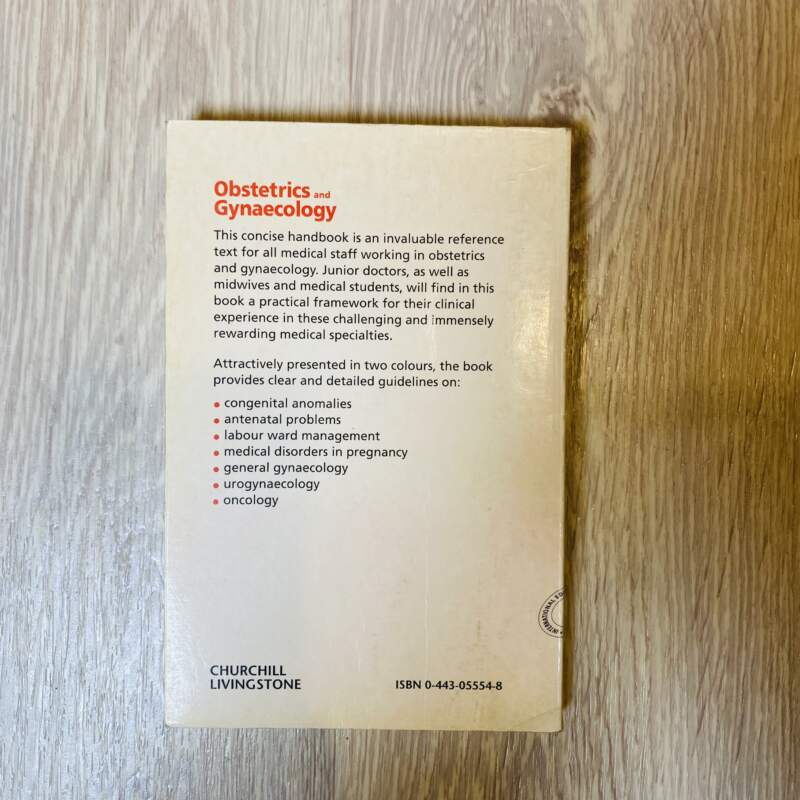 Obstetrics and
Gynaecology
This concise handbook is an invaluable reference
text for all medical staff working in obstetrics
and gynaecology. Junior doctors, as well as
midwives and medical students, will find in this
book a practical framework for their clinical
experience in these challenging and immensely
rewarding medical specialties.
Attractively presented in two colours, the book
provides clear and detailed guidelines on:
• congenital anomalies
• antenatal problems
• labour ward management
• medical disorders in pregnancy
• general gynaecology
• urogynaecology
• oncology
INTERNATIONAL
CHURCHILL
LIVINGSTONE
ISBN 0-443-05554-8